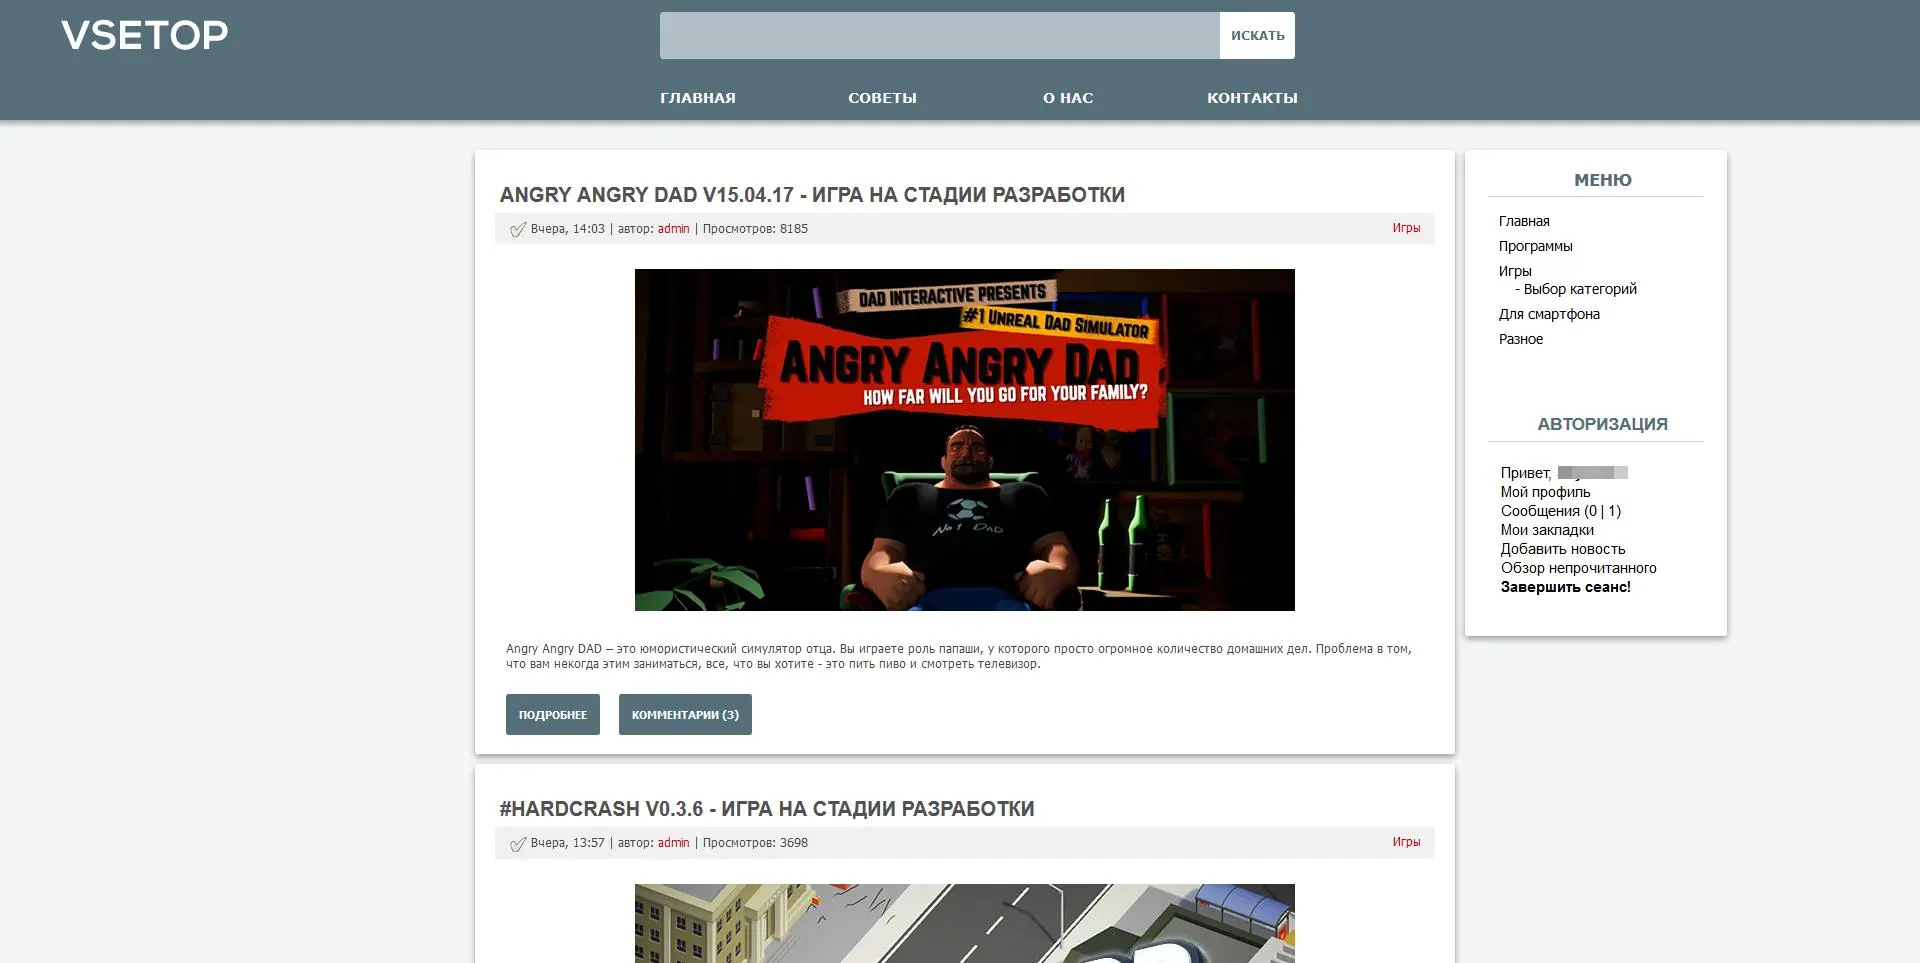 VSETOP
ИСКАТЬ
ГЛАВНАЯ
СОВЕТЫ
О НАС
КОНТАКТЫ
ANGRY ANGRY DAD V15.04.17 - ИГРА НА СТАДИИ РАЗРАБОТКИ
Вчера, 14:03 | автор: admin | Просмотров: 8185
Игры
DAD INTERACTIVE PRESENTS
#1 UNREAL DAD SIMULATOR
ANGRY ANGRY DAD
HOW FAR WILL YOU GO FOR YOUR FAMILY?
No 1 DAD
Angry Angry DAD – это юмористический симулятор отца. Вы играете роль папаши, у которого просто огромное количество домашних дел. Проблема в том,
что вам некогда этим заниматься, все, что вы хотите - это пить пиво и смотреть телевизор.
ПОДРОБНЕЕ
КОММЕНТАРИИ (3)
#HARDCRASH V0.3.6 - ИГРА НА СТАДИИ РАЗРАБОТКИ
Вчера, 13:57 | автор: admin | Просмотров: 3698
Игры
МЕНЮ
Главная
Программы
Игры
- Выбор категорий
Для смартфона
Разное
АВТОРИЗАЦИЯ
Привет,
Мой профиль
Сообщения (0 | 1)
Мои закладки
Добавить новость
Обзор непрочитанного
Завершить сеанс!